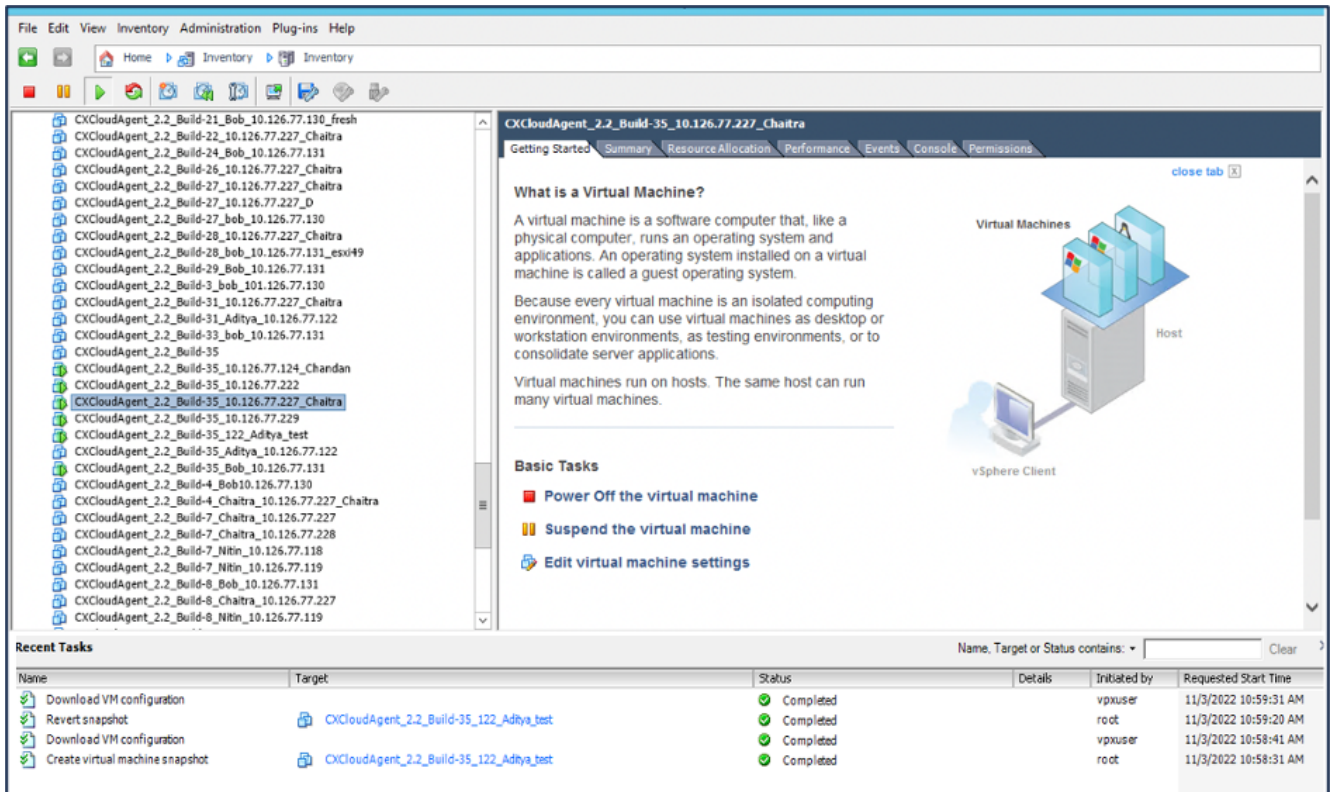 File Edit View Inventory Administration Plug-ins Help
Home Inventory Inventory
CXCloudAgent_2.2_Build-21_Bob_10.126.77.130_fresh
CXCloudAgent_2.2_Build-22_10.126.77.227_Chaitra
CXCloudAgent_2.2_Build-24_Bob_10.126.77.131
CXCloudAgent_2.2_Build-26_10.126.77.227_Chaitra
CXCloudAgent_2.2_Build-27_10.126.77.227_Chaitra
CXCloudAgent_2.2_Build-27_10.126.77.227_D
CXCloudAgent_2.2_Build-27_bob_10.126.77.130
CXCloudAgent_2.2_Build-28_10.126.77.227_Chaitra
CXCloudAgent_2.2_Build-28_bob_10.126.77.131_esxi49
CXCloudAgent_2.2_Build-29_Bob_10.126.77.131
CXCloudAgent_2.2_Build-3_bob_101.126.77.130
CXCloudAgent_2.2_Build-31_10.126.77.227_Chaitra
CXCloudAgent_2.2_Build-31_Aditya_10.126.77.122
CXCloudAgent_2.2_Build-33_bob_10.126.77.131
CXCloudAgent_2.2_Build-35
CXCloudAgent_2.2_Build-35_10.126.77.124_Chandan
CXCloudAgent_2.2_Build-35_10.126.77.222
CXCloudAgent_2.2_Build-35_10.126.77.227_Chaitra
CXCloudAgent_2.2_Build-35_10.126.77.229
CXCloudAgent_2.2_Build-35_122_Aditya_test
CXCloudAgent_2.2_Build-35_Aditya_10.126.77.122
CXCloudAgent_2.2_Build-35_Bob_10.126.77.131
CXCloudAgent_2.2_Build-4_Bob10.126.77.130
CXCloudAgent_2.2_Build-4_Chaitra_10.126.77.227_Chaitra
CXCloudAgent_2.2_Build-7_Chaitra_10.126.77.227
CXCloudAgent_2.2_Build-7_Chaitra_10.126.77.228
CXCloudAgent_2.2_Build-7_Nitin_10.126.77.118
CXCloudAgent_2.2_Build-7_Nitin_10.126.77.119
CXCloudAgent_2.2_Build-8_Bob_10.126.77.131
CXCloudAgent_2.2_Build-8_Chaitra_10.126.77.227
CXCloudAgent_2.2_Build-8_Nitin_10.126.77.119
CXCloudAgent_2.2_Build-35_10.126.77.227_Chaitra
Getting Started Summary Resource Allocation Performance Events Console Permissions
close tab X
What is a Virtual Machine?
A virtual machine is a software computer that, like a
physical computer, runs an operating system and
applications. An operating system installed on a virtual
machine is called a guest operating system.
Because every virtual machine is an isolated computing
environment, you can use virtual machines as desktop or
workstation environments, as testing environments, or to
consolidate server applications.
Virtual machines run on hosts. The same host can run
many virtual machines.
Virtual Machines
Host
vSphere Client
Basic Tasks
Power Off the virtual machine
Suspend the virtual machine
Edit virtual machine settings
Recent Tasks Name, Target or Status contains: Clear
Name Target Status Details Initiated by Requested Start Time
Download VM configuration Completed vpxuser 11/3/2022 10:59:31 AM
Revert snapshot CXCloudAgent_2.2_Build-35_122_Aditya_test Completed root 11/3/2022 10:59:20 AM
Download VM configuration Completed vpxuser 11/3/2022 10:58:41 AM
Create virtual machine snapshot CXCloudAgent_2.2_Build-35_122_Aditya_test Completed root 11/3/2022 10:58:31 AM